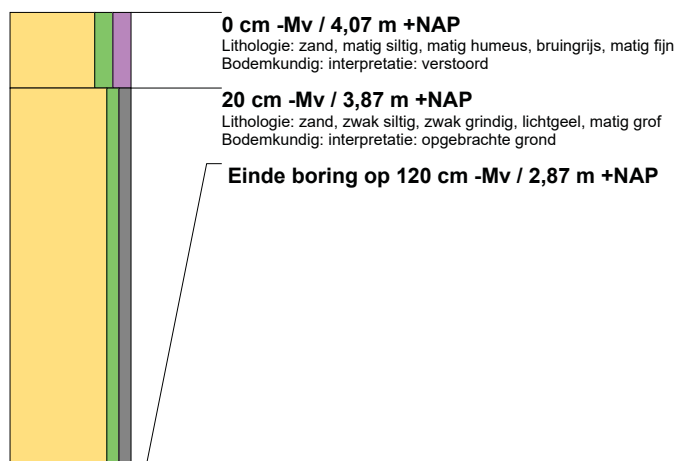 0 cm -Mv / 4,07 m +NAP
Lithologie: zand, matig siltig, matig humeus, bruingrijs, matig fijn
Bodemkundig: interpretatie: verstoord
20 cm -Mv / 3,87 m +NAP
Lithologie: zand, zwak siltig, zwak grindig, lichtgeel, matig grof
Bodemkundig: interpretatie: opgebrachte grond
Einde boring op 120 cm -Mv / 2,87 m +NAP